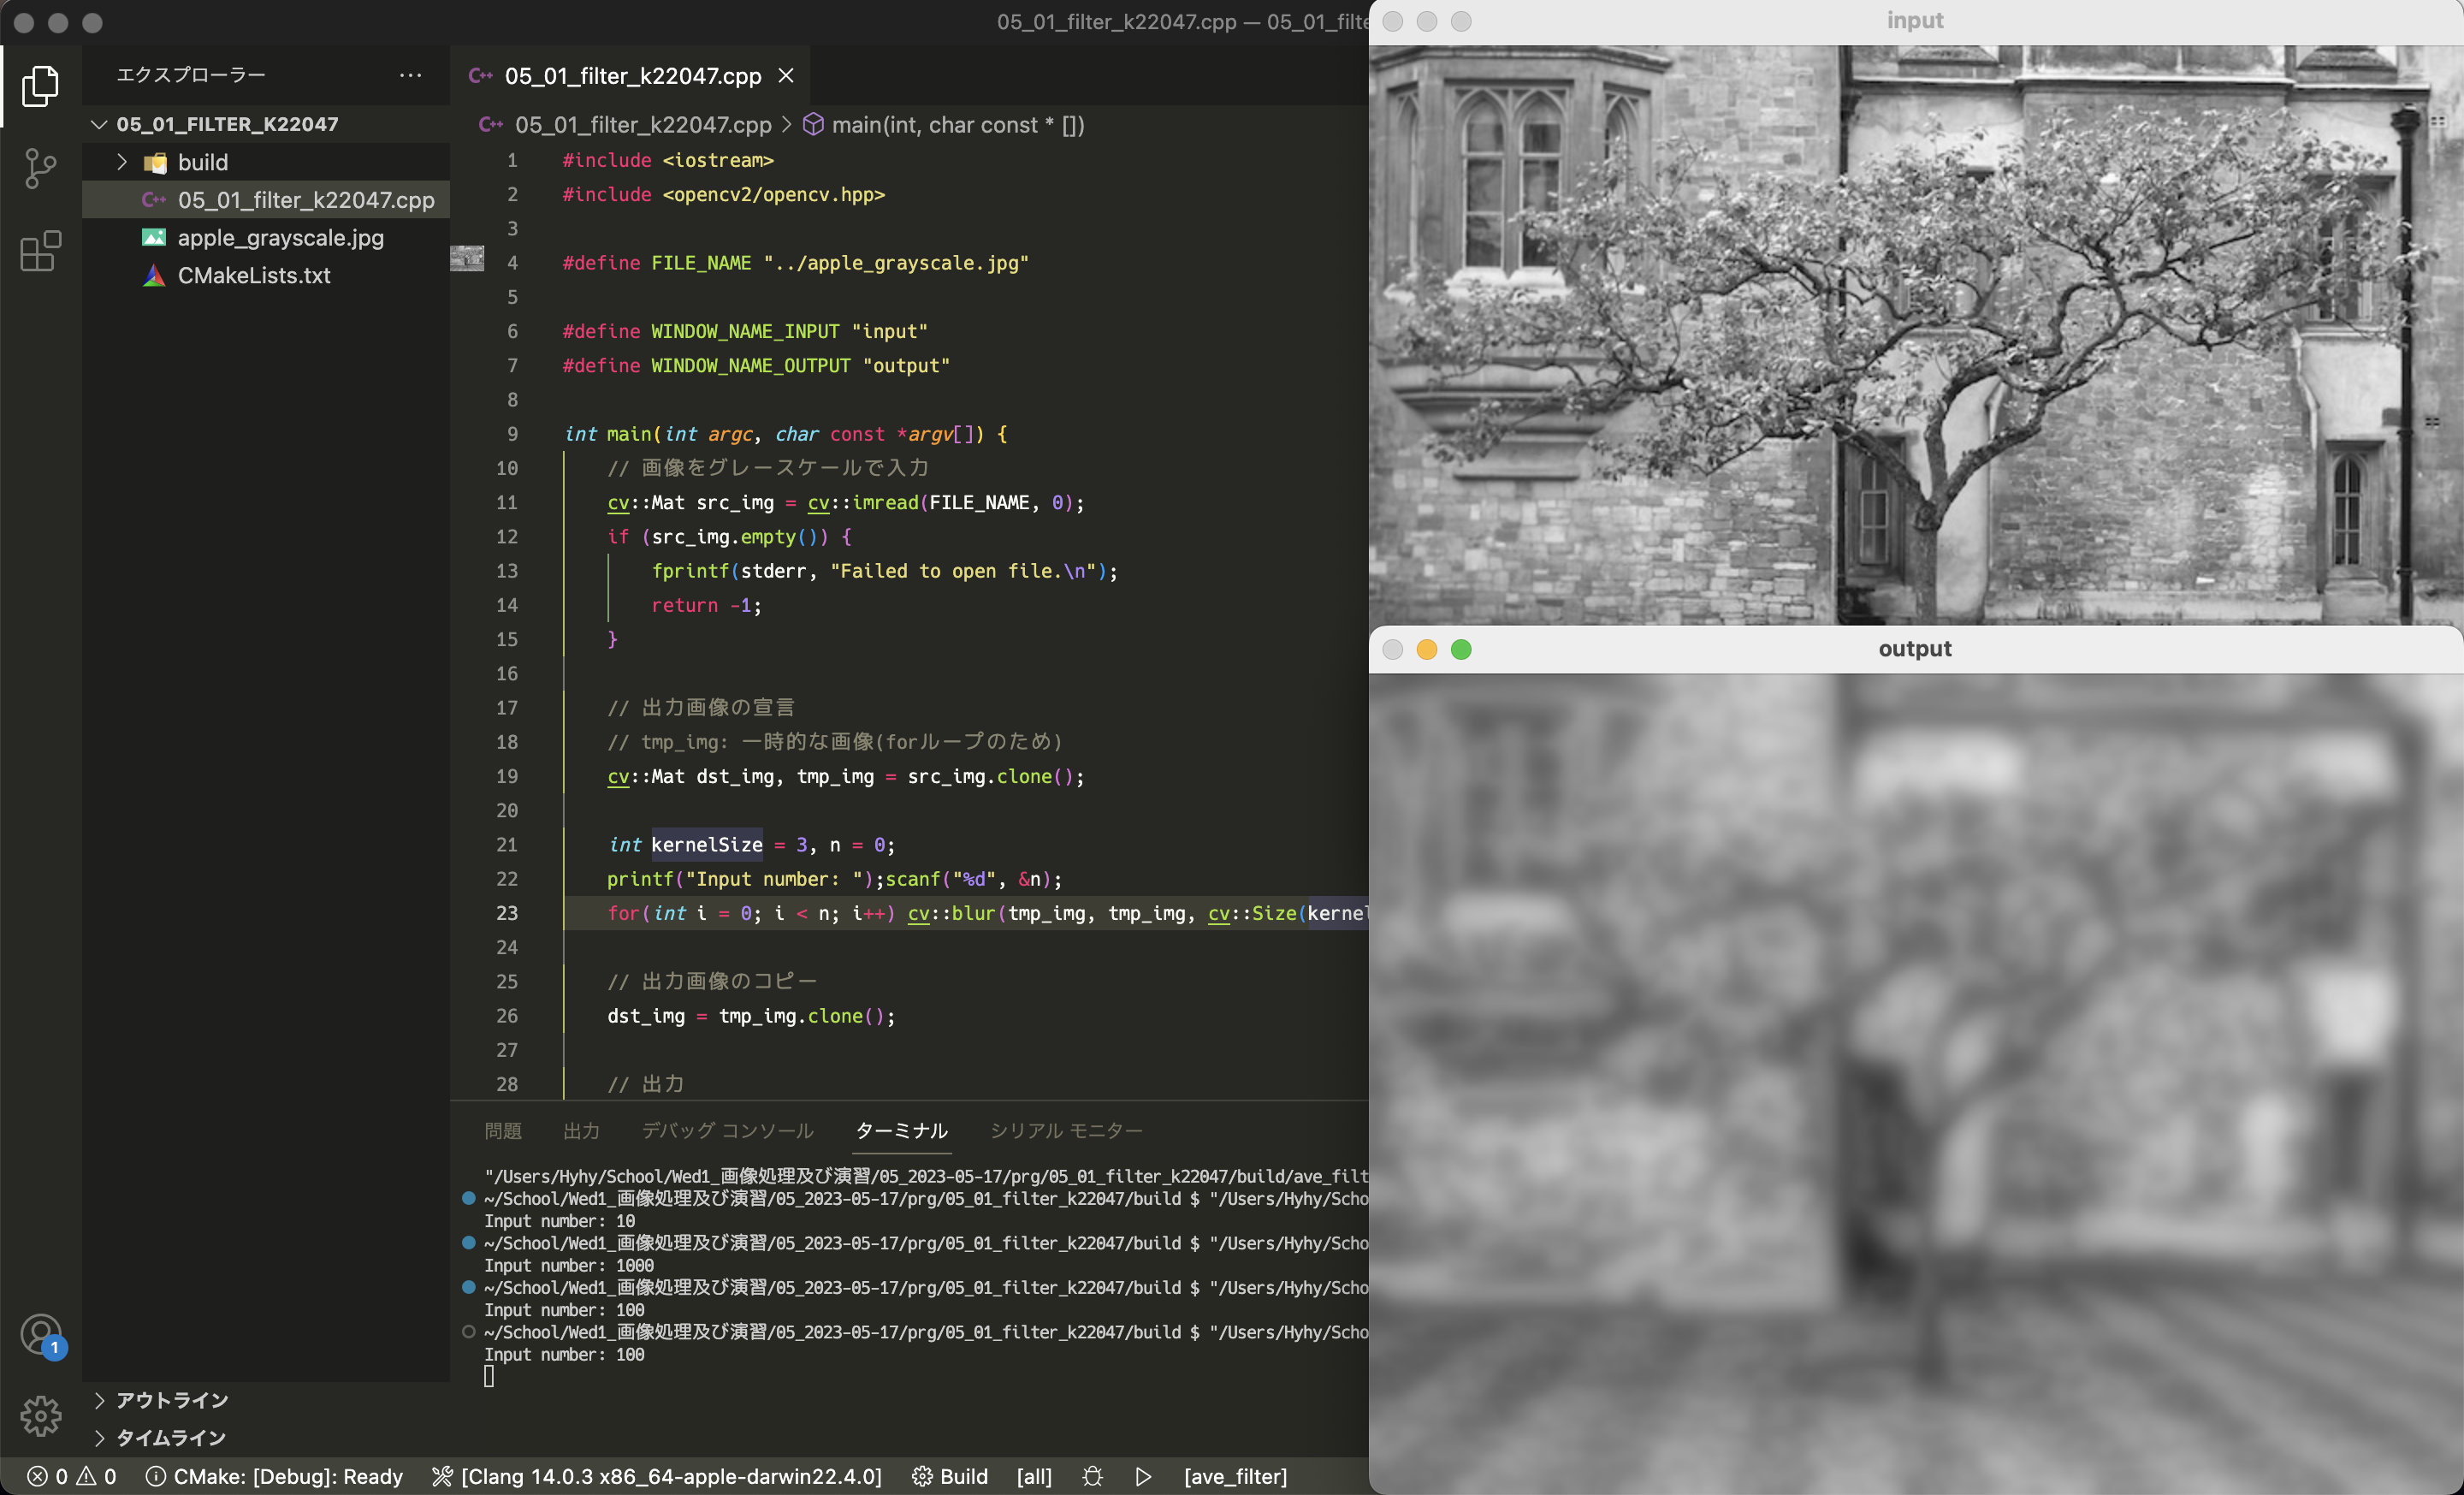 05_01_filter_k22047.cpp — 05_01_filte
エクスプローラー
05_01_FILTER_K22047
build
05_01_filter_k22047.cpp
apple_grayscale.jpg
CMakeLists.txt
アウトライン
タイムライン
1
C++ 05_01_filter_k22047.cpp
C++ 05_01_filter_k22047.cpp > main(int, char const * [])
1 #include <iostream>
2 #include <opencv2/opencv.hpp>
3
4 #define FILE_NAME "../apple_grayscale.jpg"
5
6 #define WINDOW_NAME_INPUT "input"
7 #define WINDOW_NAME_OUTPUT "output"
8
9 int main(int argc, char const *argv[]) {
10 // 画像をグレースケールで入力
11 cv::Mat src_img = cv::imread(FILE_NAME, 0);
12 if (src_img.empty()) {
13 fprintf(stderr, "Failed to open file.\n");
14 return -1;
15 }
16
17 // 出力画像の宣言
18 // tmp_img: 一時的な画像(forループのため)
19 cv::Mat dst_img, tmp_img = src_img.clone();
20
21 int kernelSize = 3, n = 0;
22 printf("Input number: ");scanf("%d", &n);
23 for(int i = 0; i < n; i++) cv::blur(tmp_img, tmp_img, cv::Size(kernel
24
25 // 出力画像のコピー
26 dst_img = tmp_img.clone();
27
28 // 出力
問題 出力 デバッグ コンソール ターミナル シリアル モニター
"/Users/Hyhy/School/Wed1_画像処理及び演習/05_2023-05-17/prg/05_01_filter_k22047/build/ave_filt
~/School/Wed1_画像処理及び演習/05_2023-05-17/prg/05_01_filter_k22047/build $ "/Users/Hyhy/Scho
Input number: 10
~/School/Wed1_画像処理及び演習/05_2023-05-17/prg/05_01_filter_k22047/build $ "/Users/Hyhy/Scho
Input number: 1000
~/School/Wed1_画像処理及び演習/05_2023-05-17/prg/05_01_filter_k22047/build $ "/Users/Hyhy/Scho
Input number: 100
~/School/Wed1_画像処理及び演習/05_2023-05-17/prg/05_01_filter_k22047/build $ "/Users/Hyhy/Scho
Input number: 100
0 0 CMake: [Debug]: Ready [Clang 14.0.3 x86_64-apple-darwin22.4.0] Build [all] [ave_filter]
input
output